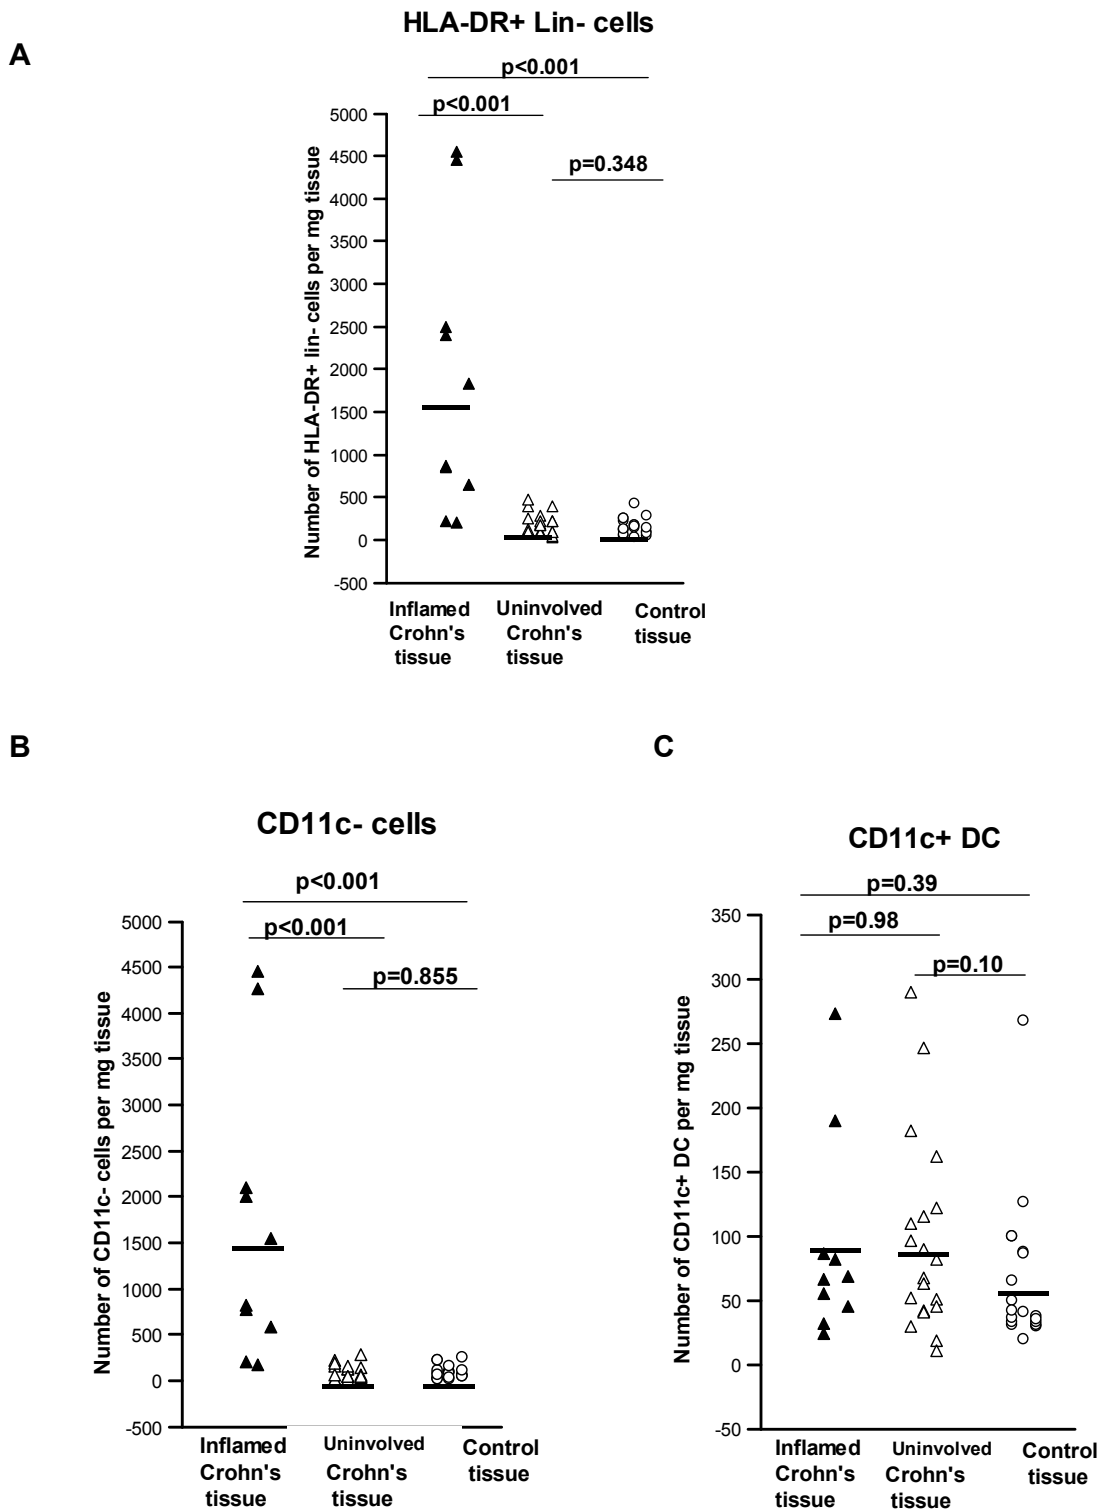 A
HLA-DR+ Lin- cells
p<0.001
p<0.001
p=0.348
Number of HLA-DR+ lin- cells per mg tissue
5000
4500
4000
3500
3000
2500
2000
1500
1000
500
0
-500
Inflamed
Crohn's
tissue
Uninvolved
Crohn's
tissue
Control
tissue
B
CD11c- cells
p<0.001
p<0.001
p=0.855
Number of CD11c- cells per mg tissue
5000
4500
4000
3500
3000
2500
2000
1500
1000
500
0
-500
Inflamed
Crohn's
tissue
Uninvolved
Crohn's
tissue
Control
tissue
C
CD11c+ DC
p=0.39
p=0.98
p=0.10
Number of CD11c+ DC per mg tissue
350
300
250
200
150
100
50
0
-50
Inflamed
Crohn's
tissue
Uninvolved
Crohn's
tissue
Control
tissue